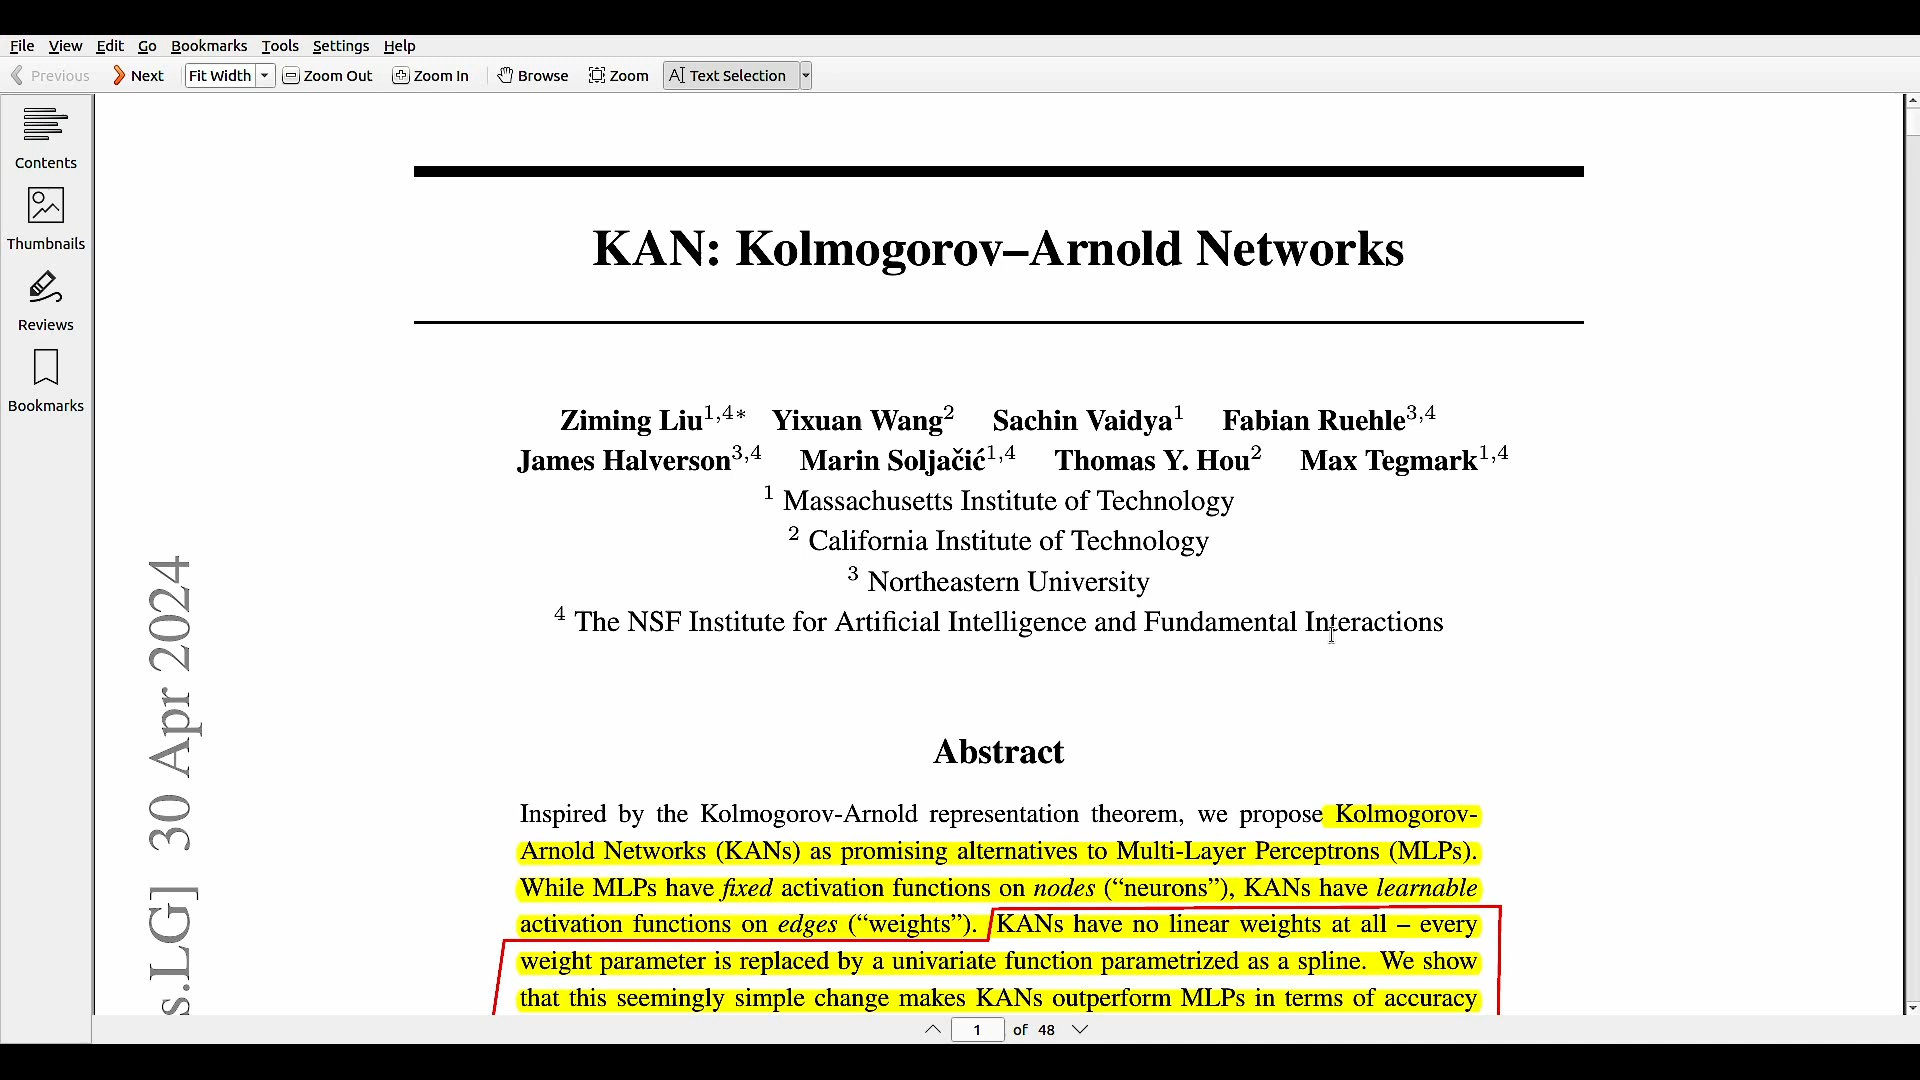 File View Edit Go Bookmarks Tools Settings Help
Previous Next Fit Width Zoom Out Zoom In Browse Zoom Text Selection
Contents
Thumbnails
Reviews
Bookmarks
KAN: Kolmogorov–Arnold Networks
Ziming Liu1,4* Yixuan Wang2 Sachin Vaidya1 Fabian Ruehle3,4
James Halverson3,4 Marin Soljačić1,4 Thomas Y. Hou2 Max Tegmark1,4
1 Massachusetts Institute of Technology
2 California Institute of Technology
3 Northeastern University
4 The NSF Institute for Artificial Intelligence and Fundamental Interactions
s.LG] 30 Apr 2024
Abstract
Inspired by the Kolmogorov-Arnold representation theorem, we propose Kolmogorov-
Arnold Networks (KANs) as promising alternatives to Multi-Layer Perceptrons (MLPs).
While MLPs have fixed activation functions on nodes (“neurons”), KANs have learnable
activation functions on edges (“weights”). KANs have no linear weights at all – every
weight parameter is replaced by a univariate function parametrized as a spline. We show
that this seemingly simple change makes KANs outperform MLPs in terms of accuracy
1 of 48